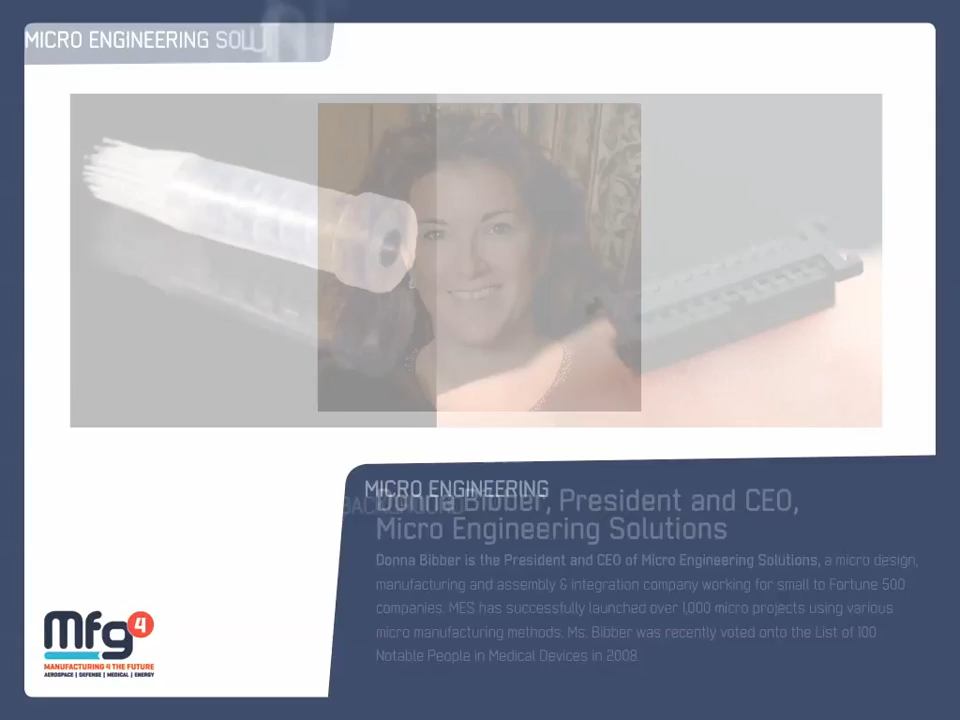 MICRO ENGINEERING SOLU
MICRO ENGINEERING
BACKGROUND
Donna Bibber, President and CEO,
Micro Engineering Solutions
Donna Bibber is the President and CEO of Micro Engineering Solutions, a micro design,
manufacturing and assembly & integration company working for small to Fortune 500
companies. MES has successfully launched over 1,000 micro projects using various
micro manufacturing methods. Ms. Bibber was recently voted onto the List of 100
Notable People in Medical Devices in 2008.
mfg4
MANUFACTURING 4 THE FUTURE
AEROSPACE | DEFENSE | MEDICAL | ENERGY